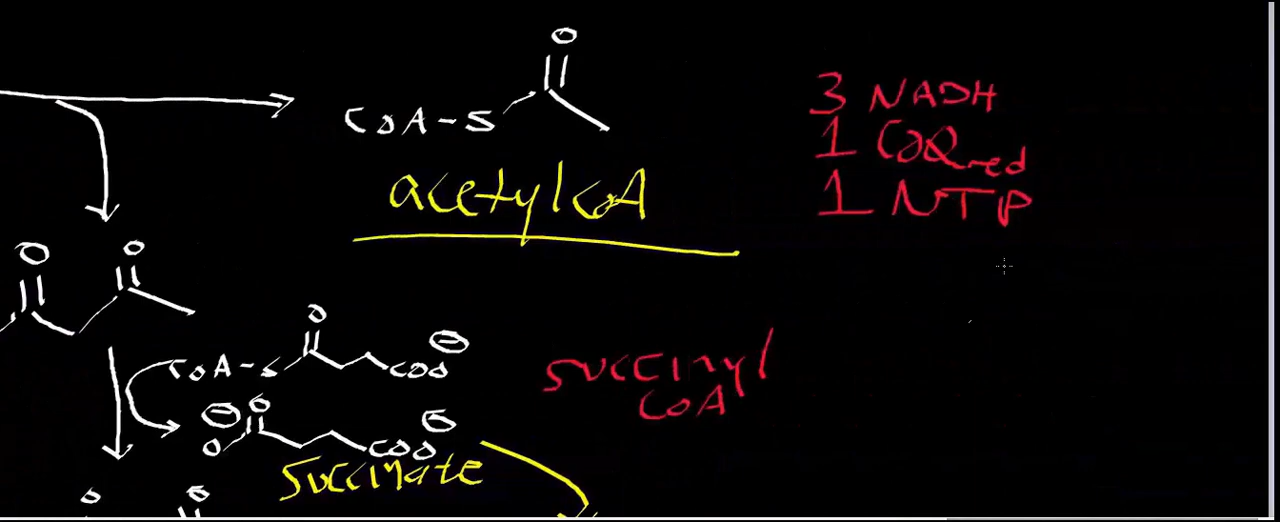 O
CoA-S
3 NADH
1 CoQred
1 NTP
acetylcoA
O O
O
CoA-S COO⊖
succinyl
CoA
⊖ O
O COO⊖
succinate
O O